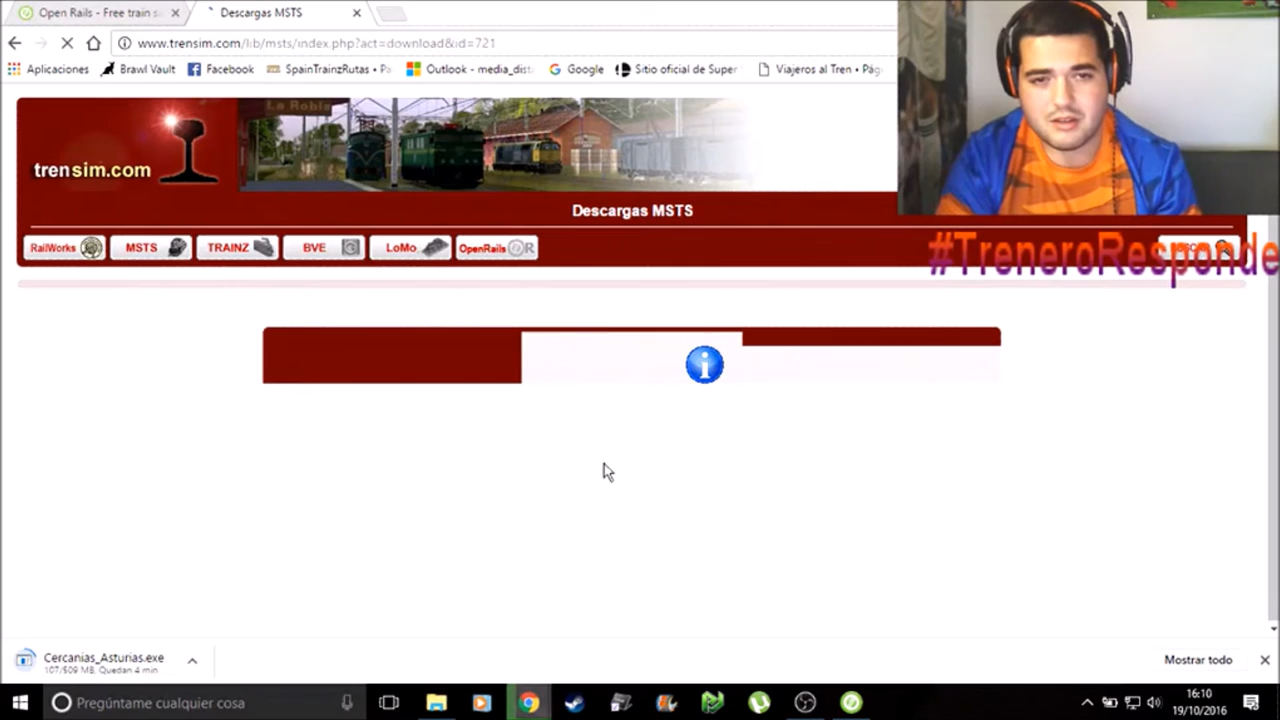 Open Rails - Free train s
Descargas MSTS
www.trensim.com/lib/msts/index.php?act=download&id=721
Aplicaciones
Brawl Vault
Facebook
SpainTrainzRutas • Pa
Outlook - media_dist
Google
Sitio oficial de Super
Viajeros al Tren • Pág
La Robla
trensim.com
Descargas MSTS
RailWorks
MSTS
TRAINZ
BVE
LoMo
OpenRails
#TreneroResponde
Cercanias_Asturias.exe
107/509 MB, Quedan 4 min
Mostrar todo
Pregúntame cualquier cosa
16:10
19/10/2016